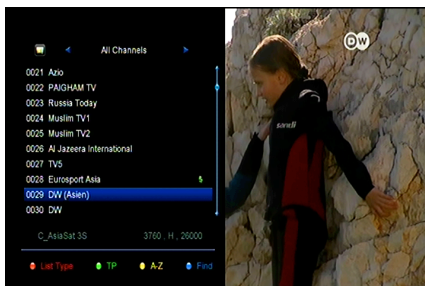 All Channels
0021 Azio
0022 PAIGHAM TV
0023 Russia Today
0024 Muslim TV1
0025 Muslim TV2
0026 Al Jazeera International
0027 TV5
0028 Eurosport Asia $
0029 DW (Asien)
0030 DW
C_AsiaSat 3S 3760 . H . 26000
List Type TP A-Z Find
DW